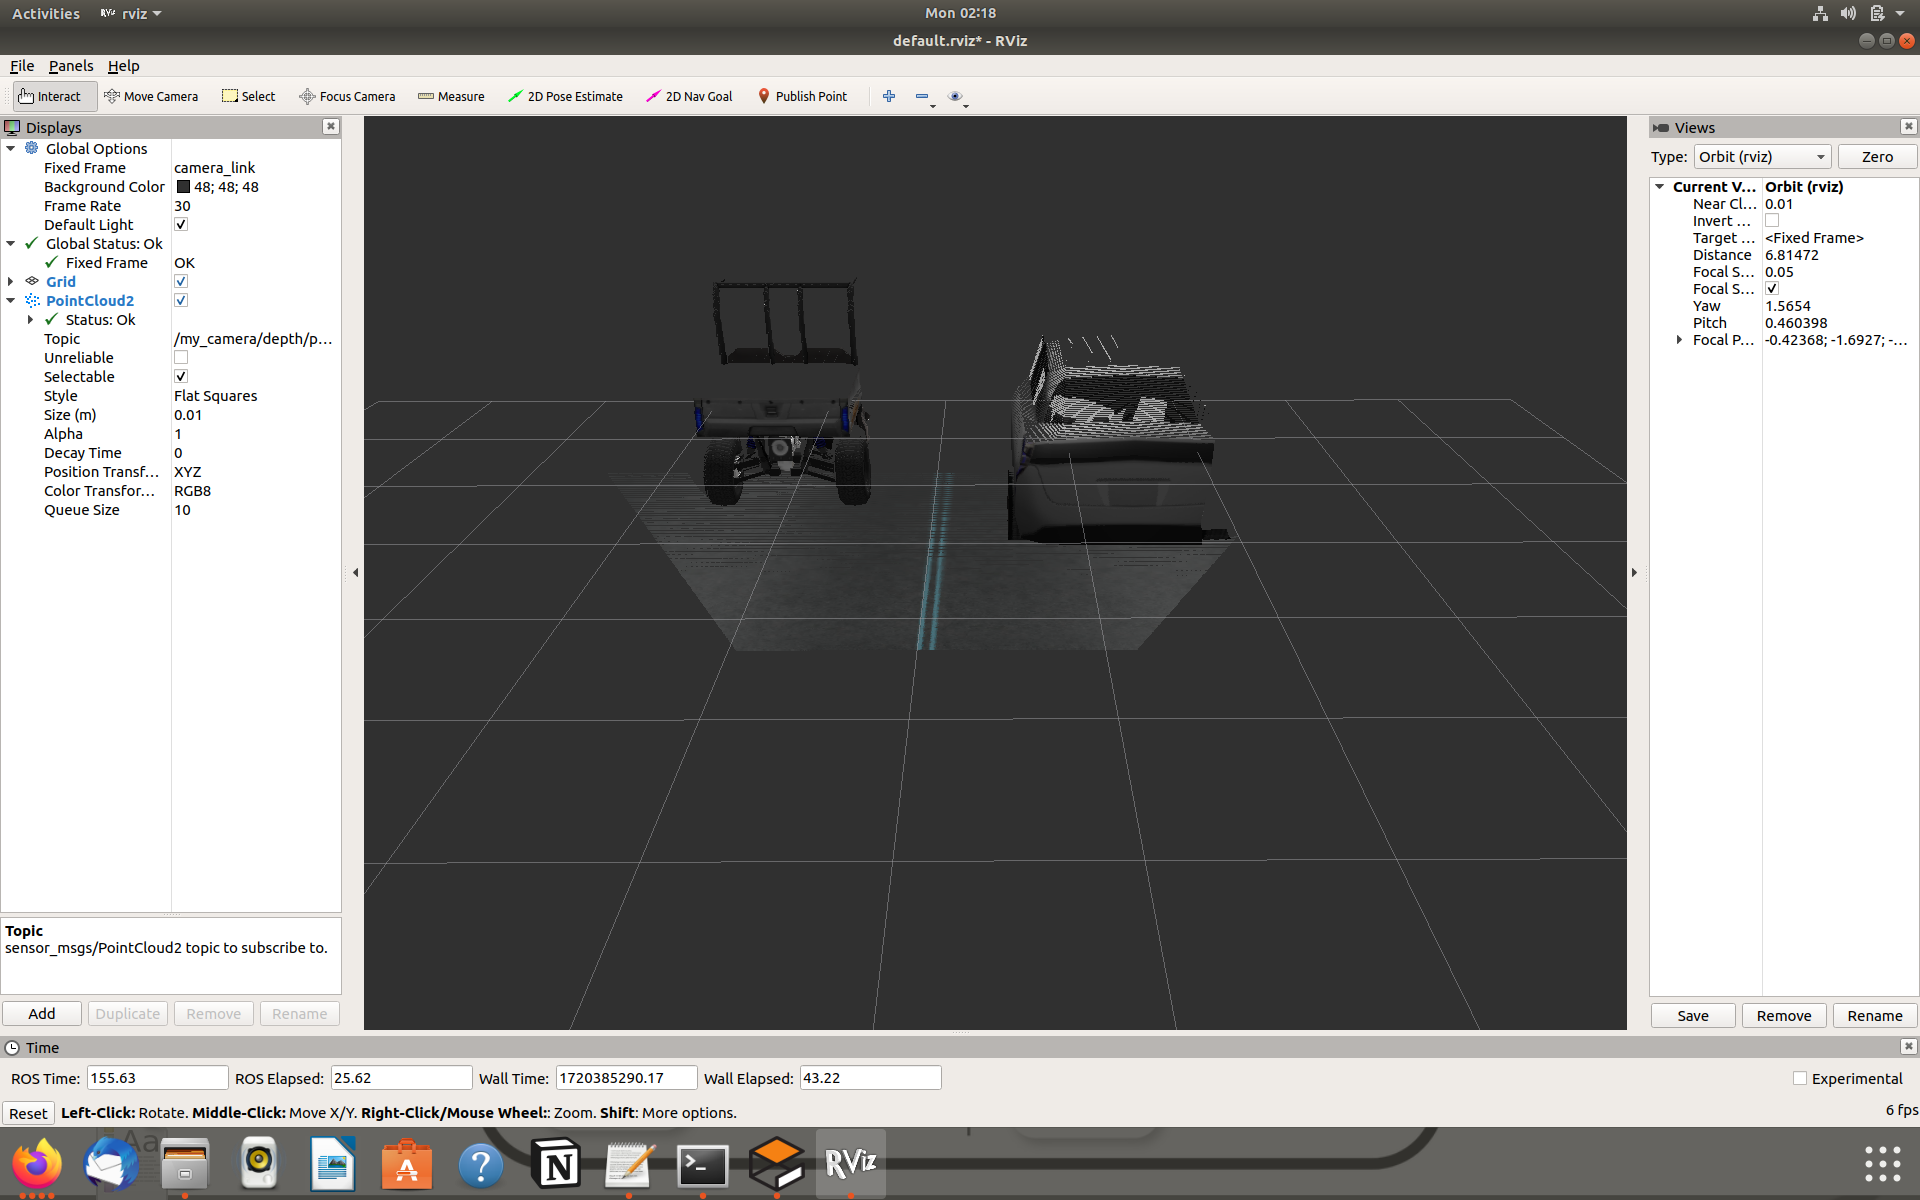 Activities RViz rviz Mon 02:18
default.rviz* - RViz
File Panels Help
Interact Move Camera Select Focus Camera Measure 2D Pose Estimate 2D Nav Goal Publish Point
Displays
Global Options
Fixed Frame camera_link
Background Color 48; 48; 48
Frame Rate 30
Default Light
Global Status: Ok
Fixed Frame OK
Grid
PointCloud2
Status: Ok
Topic /my_camera/depth/p...
Unreliable
Selectable
Style Flat Squares
Size (m) 0.01
Alpha 1
Decay Time 0
Position Transf... XYZ
Color Transfor... RGB8
Queue Size 10
Topic
sensor_msgs/PointCloud2 topic to subscribe to.
Add Duplicate Remove Rename
Views
Type: Orbit (rviz) Zero
Current V... Orbit (rviz)
Near Cl... 0.01
Invert ...
Target ... <Fixed Frame>
Distance 6.81472
Focal S... 0.05
Focal S...
Yaw 1.5654
Pitch 0.460398
Focal P... -0.42368; -1.6927; -...
Save Remove Rename
Time
ROS Time: 155.63 ROS Elapsed: 25.62 Wall Time: 1720385290.17 Wall Elapsed: 43.22 Experimental
Reset Left-Click: Rotate. Middle-Click: Move X/Y. Right-Click/Mouse Wheel:: Zoom. Shift: More options. 6 fps
Aa
A ? N >_ RViz